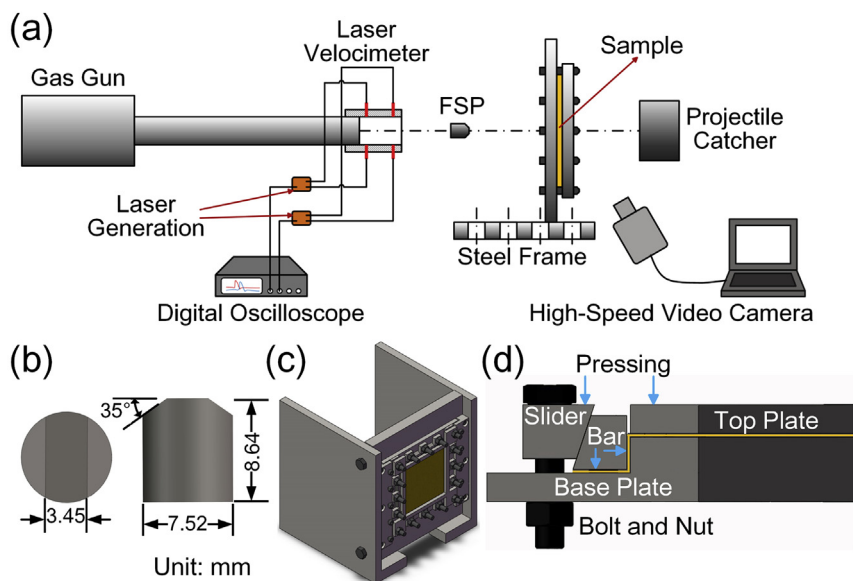 (a)
Laser
Velocimeter
Gas Gun
FSP
Sample
Projectile
Catcher
Laser
Generation
Steel Frame
Digital Oscilloscope
High-Speed Video Camera
(b)
35°
8.64
3.45
7.52
Unit: mm
(c)
(d)
Pressing
Slider
Bar
Top Plate
Base Plate
Bolt and Nut